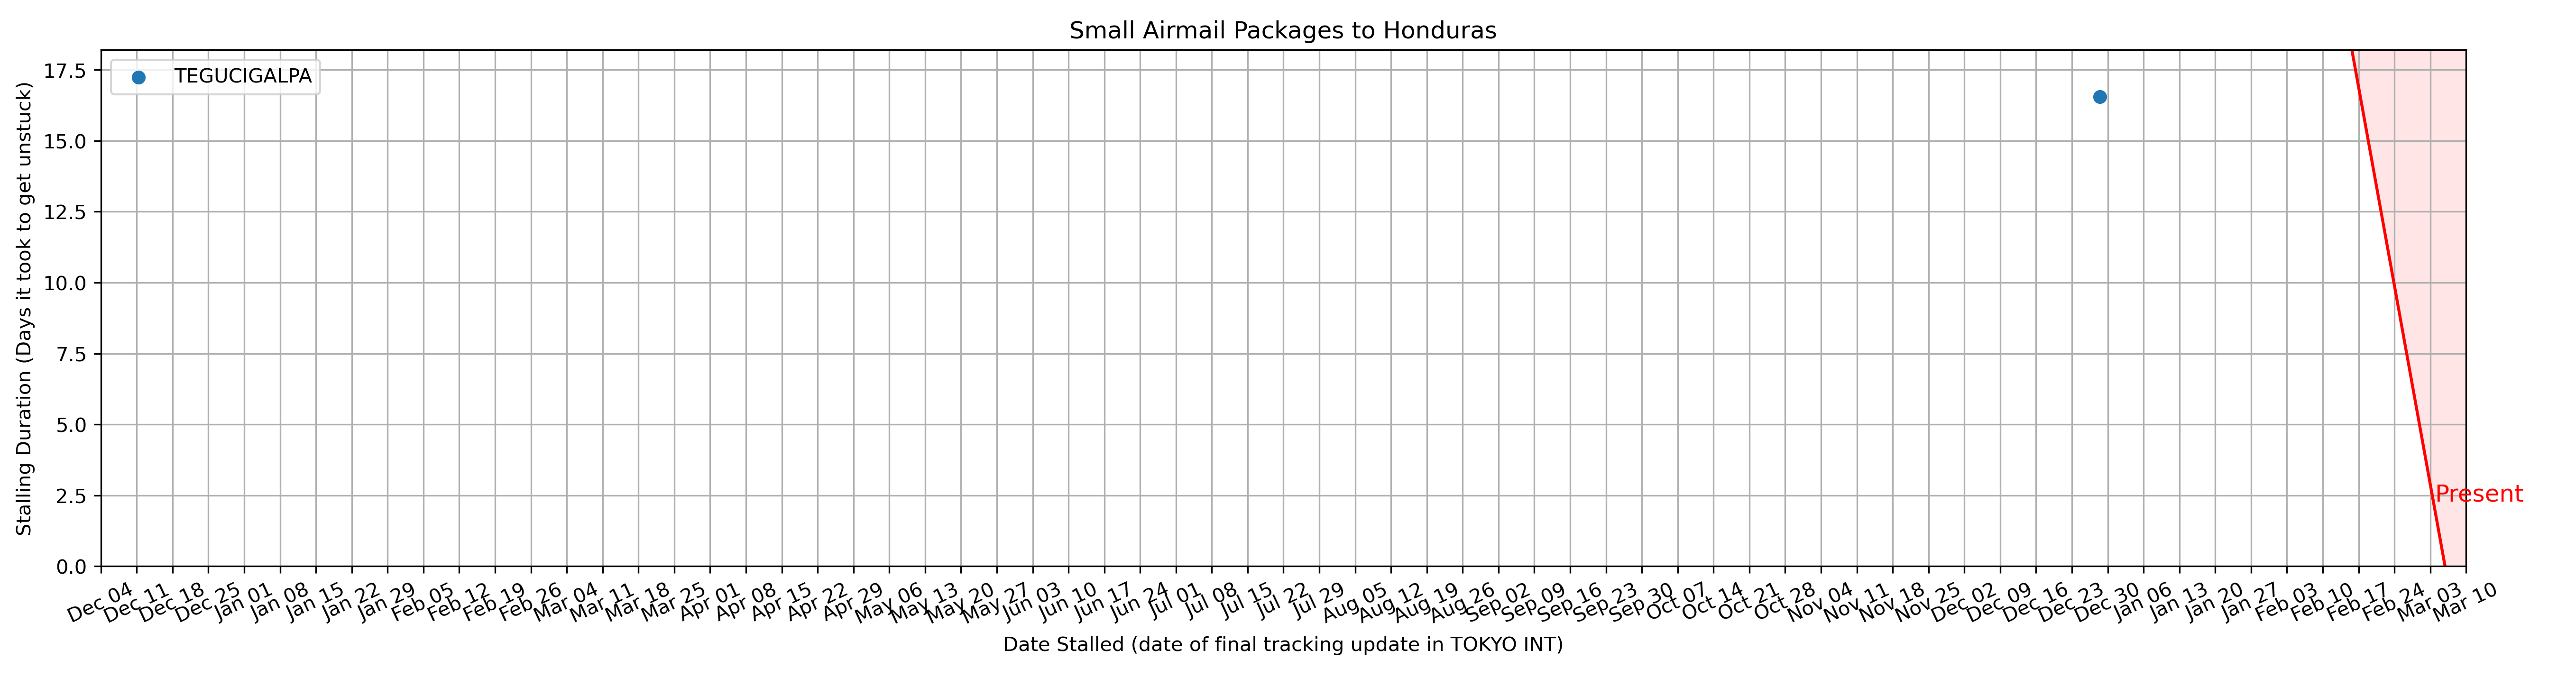 Small Airmail Packages to Honduras
TEGUCIGALPA
Stalling Duration (Days it took to get unstuck)
17.5
15.0
12.5
10.0
7.5
5.0
2.5
0.0
Present
Dec 04
Dec 11
Dec 18
Dec 25
Jan 01
Jan 08
Jan 15
Jan 22
Jan 29
Feb 05
Feb 12
Feb 19
Feb 26
Mar 04
Mar 11
Mar 18
Mar 25
Apr 01
Apr 08
Apr 15
Apr 22
Apr 29
May 06
May 13
May 20
May 27
Jun 03
Jun 10
Jun 17
Jun 24
Jul 01
Jul 08
Jul 15
Jul 22
Jul 29
Aug 05
Aug 12
Aug 19
Aug 26
Sep 02
Sep 09
Sep 16
Sep 23
Sep 30
Oct 07
Oct 14
Oct 21
Oct 28
Nov 04
Nov 11
Nov 18
Nov 25
Dec 02
Dec 09
Dec 16
Dec 23
Dec 30
Jan 06
Jan 13
Jan 20
Jan 27
Feb 03
Feb 10
Feb 17
Feb 24
Mar 03
Mar 10
Date Stalled (date of final tracking update in TOKYO INT)